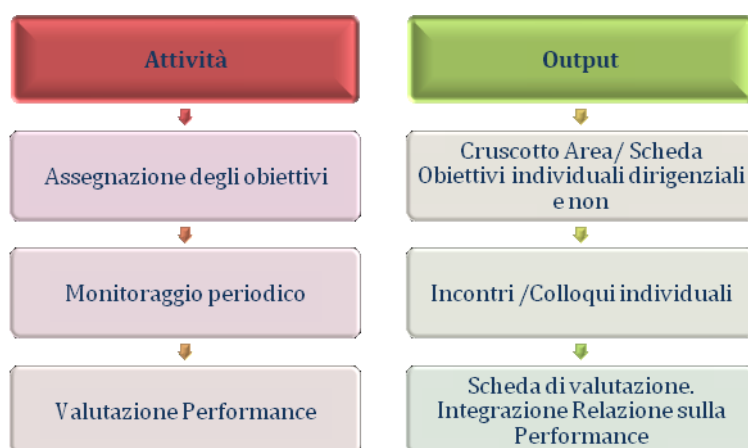 Attività
Assegnazione degli obiettivi
Monitoraggio periodico
Valutazione Performance
Output
Cruscotto Area/ Scheda
Obiettivi individuali dirigenziali
e non
Incontri /Colloqui individuali
Scheda di valutazione.
Integrazione Relazione sulla
Performance